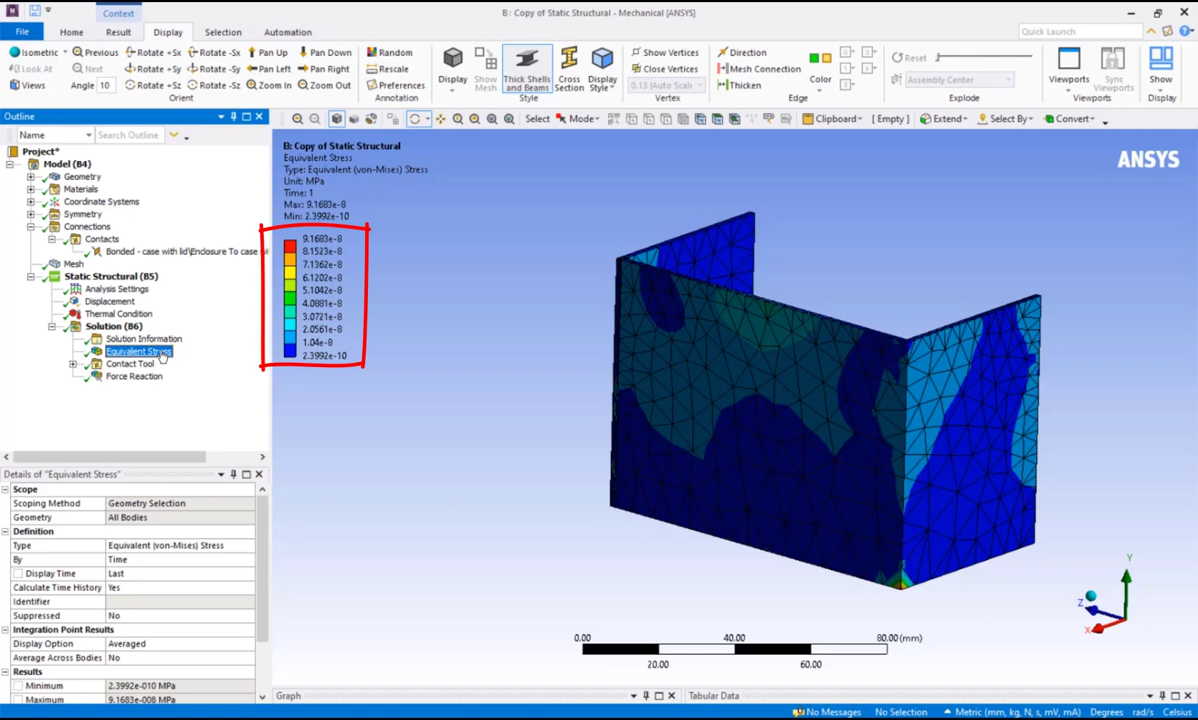 Context
B : Copy of Static Structural - Mechanical [ANSYS]
File Home Result Display Selection Automation
Quick Launch
Isometric Previous Rotate +Sx Rotate -Sx Pan Up Pan Down
Look At Next Rotate +Sy Rotate -Sy Pan Left Pan Right
Views Angle 10 Rotate +Sz Rotate -Sz Zoom In Zoom Out
Orient
Random
Rescale
Preferences
Annotation
Display Show Mesh Thick Shells and Beams Cross Section Display Style
Style
Show Vertices
Close Vertices
0.13 (Auto Scale)
Vertex
Direction
Mesh Connection
Thicken
Color
Edge
Reset
Assembly Center
Explode
Viewports Sync Viewports
Viewports
Show
Display
Outline
Name Search Outline
Select Mode Clipboard [ Empty ] Extend Select By Convert
Project*
Model (B4)
Geometry
Materials
Coordinate Systems
Symmetry
Connections
Contacts
Bonded - case with lid\Enclosure To case
Mesh
Static Structural (B5)
Analysis Settings
Displacement
Thermal Condition
Solution (B6)
Solution Information
Equivalent Stress
Contact Tool
Force Reaction
B: Copy of Static Structural
Equivalent Stress
Type: Equivalent (von-Mises) Stress
Unit: MPa
Time: 1
Max: 9.1683e-8
Min: 2.3992e-10
9.1683e-8
8.1523e-8
7.1362e-8
6.1202e-8
5.1042e-8
4.0881e-8
3.0721e-8
2.0561e-8
1.04e-8
2.3992e-10
ANSYS
Details of "Equivalent Stress"
Scope
Scoping Method Geometry Selection
Geometry All Bodies
Definition
Type Equivalent (von-Mises) Stress
By Time
Display Time Last
Calculate Time History Yes
Identifier
Suppressed No
Integration Point Results
Display Option Averaged
Average Across Bodies No
Results
Minimum 2.3992e-010 MPa
Maximum 9.1683e-008 MPa
Y
Z
X
0.00 40.00 80.00 (mm)
20.00 60.00
Graph
Tabular Data
No Messages No Selection Metric (mm, kg, N, s, mV, mA) Degrees rad/s Celsius